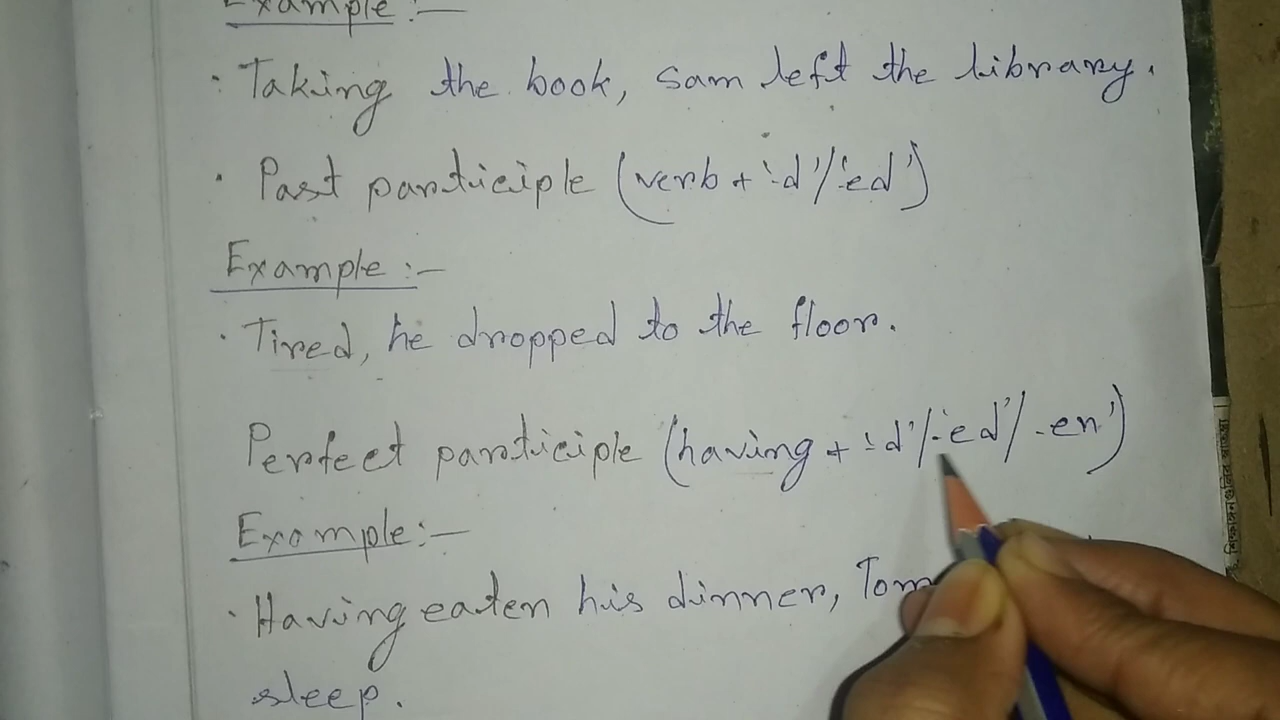 Example :—
· Taking the book, Sam left the library.
· Past participle (verb + '-d'/'-ed')
Example :—
· Tired, he dropped to the floor.
Perfect participle (having + '-d'/'-ed'/-en')
Example :—
· Having eaten his dinner, Tom
sleep.